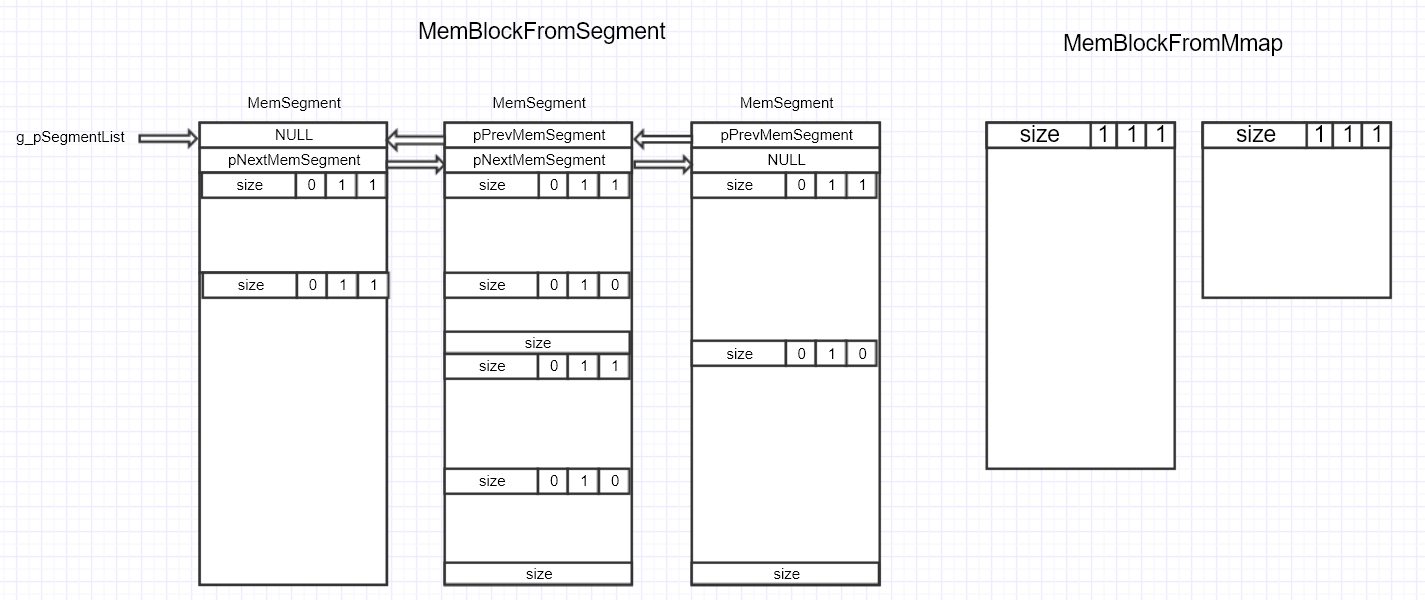 MemBlockFromSegment
MemBlockFromMmap
MemSegment MemSegment MemSegment
g_pSegmentList NULL pPrevMemSegment pPrevMemSegment size 1 1 1 size 1 1 1
pNextMemSegment pNextMemSegment NULL
size 0 1 1 size 0 1 1 size 0 1 1
size 0 1 1 size 0 1 0
size
size 0 1 0
size 0 1 1
size 0 1 0
size size